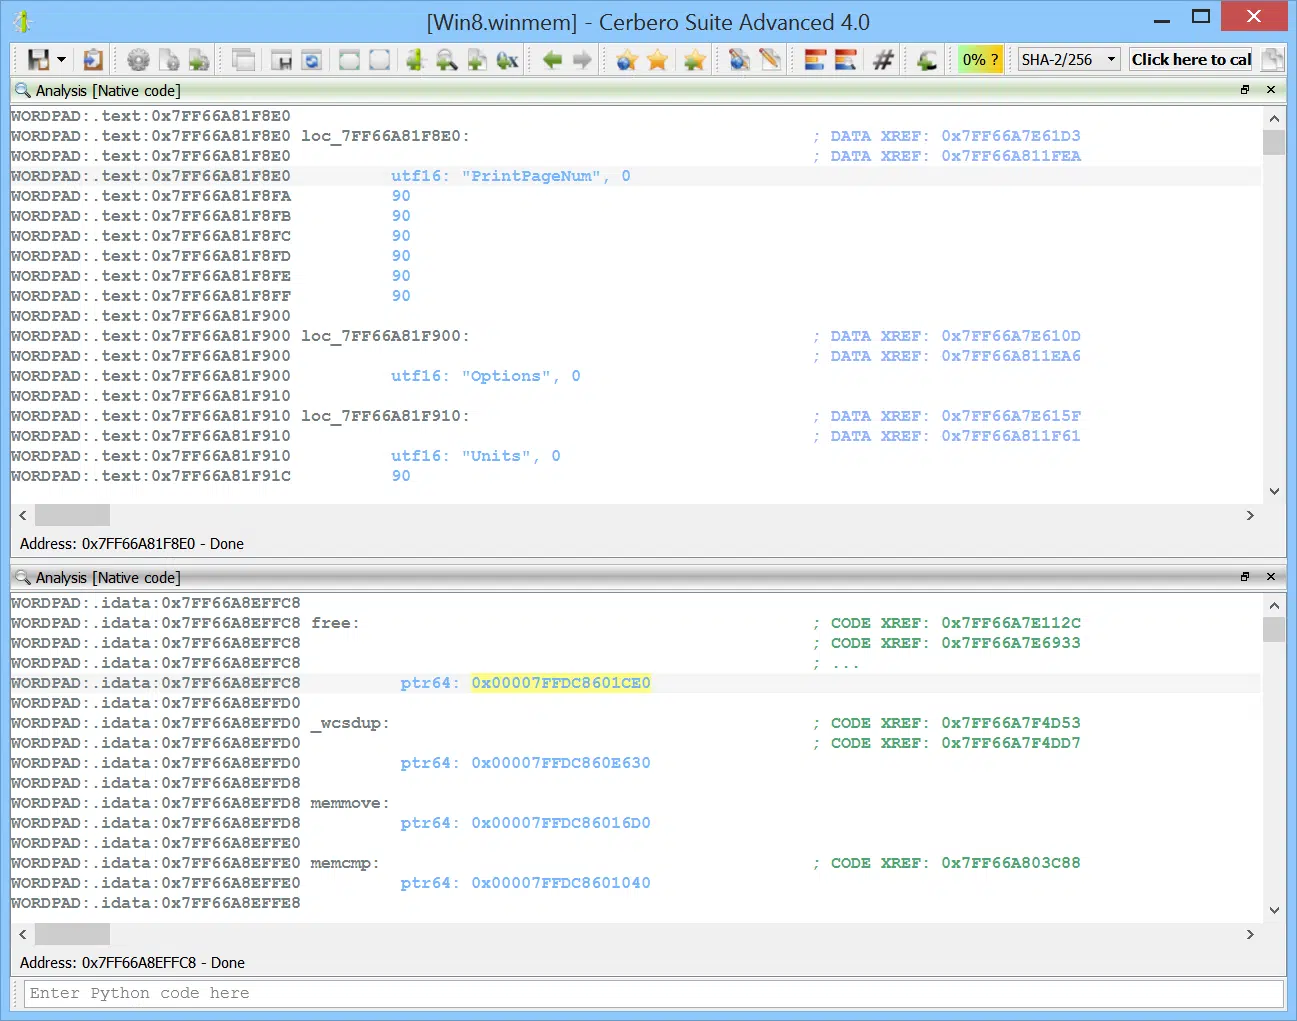 [Win8.winmem] - Cerbero Suite Advanced 4.0
0% ? SHA-2/256 Click here to cal
Analysis [Native code]
WORDPAD:.text:0x7FF66A81F8E0
WORDPAD:.text:0x7FF66A81F8E0 loc_7FF66A81F8E0: ; DATA XREF: 0x7FF66A7E61D3
WORDPAD:.text:0x7FF66A81F8E0 ; DATA XREF: 0x7FF66A811FEA
WORDPAD:.text:0x7FF66A81F8E0 utf16: "PrintPageNum", 0
WORDPAD:.text:0x7FF66A81F8FA 90
WORDPAD:.text:0x7FF66A81F8FB 90
WORDPAD:.text:0x7FF66A81F8FC 90
WORDPAD:.text:0x7FF66A81F8FD 90
WORDPAD:.text:0x7FF66A81F8FE 90
WORDPAD:.text:0x7FF66A81F8FF 90
WORDPAD:.text:0x7FF66A81F900
WORDPAD:.text:0x7FF66A81F900 loc_7FF66A81F900: ; DATA XREF: 0x7FF66A7E610D
WORDPAD:.text:0x7FF66A81F900 ; DATA XREF: 0x7FF66A811EA6
WORDPAD:.text:0x7FF66A81F900 utf16: "Options", 0
WORDPAD:.text:0x7FF66A81F910
WORDPAD:.text:0x7FF66A81F910 loc_7FF66A81F910: ; DATA XREF: 0x7FF66A7E615F
WORDPAD:.text:0x7FF66A81F910 ; DATA XREF: 0x7FF66A811F61
WORDPAD:.text:0x7FF66A81F910 utf16: "Units", 0
WORDPAD:.text:0x7FF66A81F91C 90
Address: 0x7FF66A81F8E0 - Done
Analysis [Native code]
WORDPAD:.idata:0x7FF66A8EFFC8
WORDPAD:.idata:0x7FF66A8EFFC8 free: ; CODE XREF: 0x7FF66A7E112C
WORDPAD:.idata:0x7FF66A8EFFC8 ; CODE XREF: 0x7FF66A7E6933
WORDPAD:.idata:0x7FF66A8EFFC8 ; ...
WORDPAD:.idata:0x7FF66A8EFFC8 ptr64: 0x00007FFDC8601CE0
WORDPAD:.idata:0x7FF66A8EFFD0
WORDPAD:.idata:0x7FF66A8EFFD0 _wcsdup: ; CODE XREF: 0x7FF66A7F4D53
WORDPAD:.idata:0x7FF66A8EFFD0 ; CODE XREF: 0x7FF66A7F4DD7
WORDPAD:.idata:0x7FF66A8EFFD0 ptr64: 0x00007FFDC860E630
WORDPAD:.idata:0x7FF66A8EFFD8
WORDPAD:.idata:0x7FF66A8EFFD8 memmove:
WORDPAD:.idata:0x7FF66A8EFFD8 ptr64: 0x00007FFDC86016D0
WORDPAD:.idata:0x7FF66A8EFFE0
WORDPAD:.idata:0x7FF66A8EFFE0 memcmp: ; CODE XREF: 0x7FF66A803C88
WORDPAD:.idata:0x7FF66A8EFFE0 ptr64: 0x00007FFDC8601040
WORDPAD:.idata:0x7FF66A8EFFE8
Address: 0x7FF66A8EFFC8 - Done
Enter Python code here